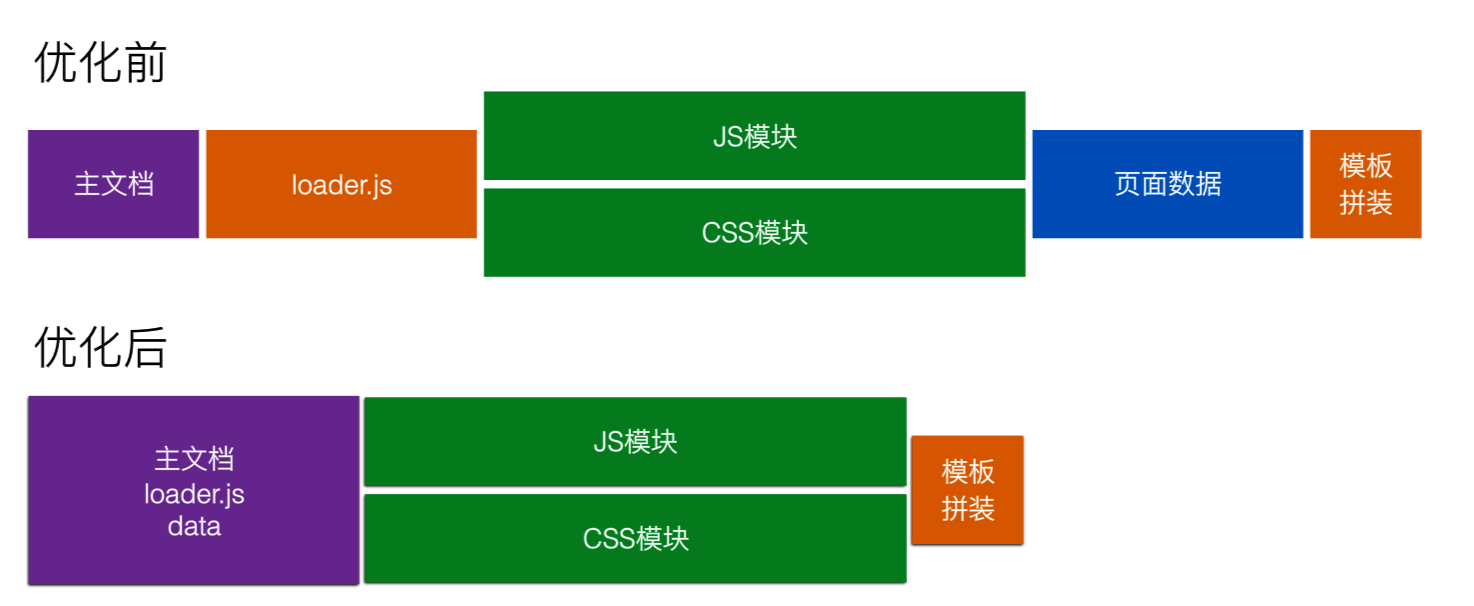 优化前
主文档
loader.js
JS模块
CSS模块
页面数据
模板
拼装
优化后
主文档
loader.js
data
JS模块
CSS模块
模板
拼装